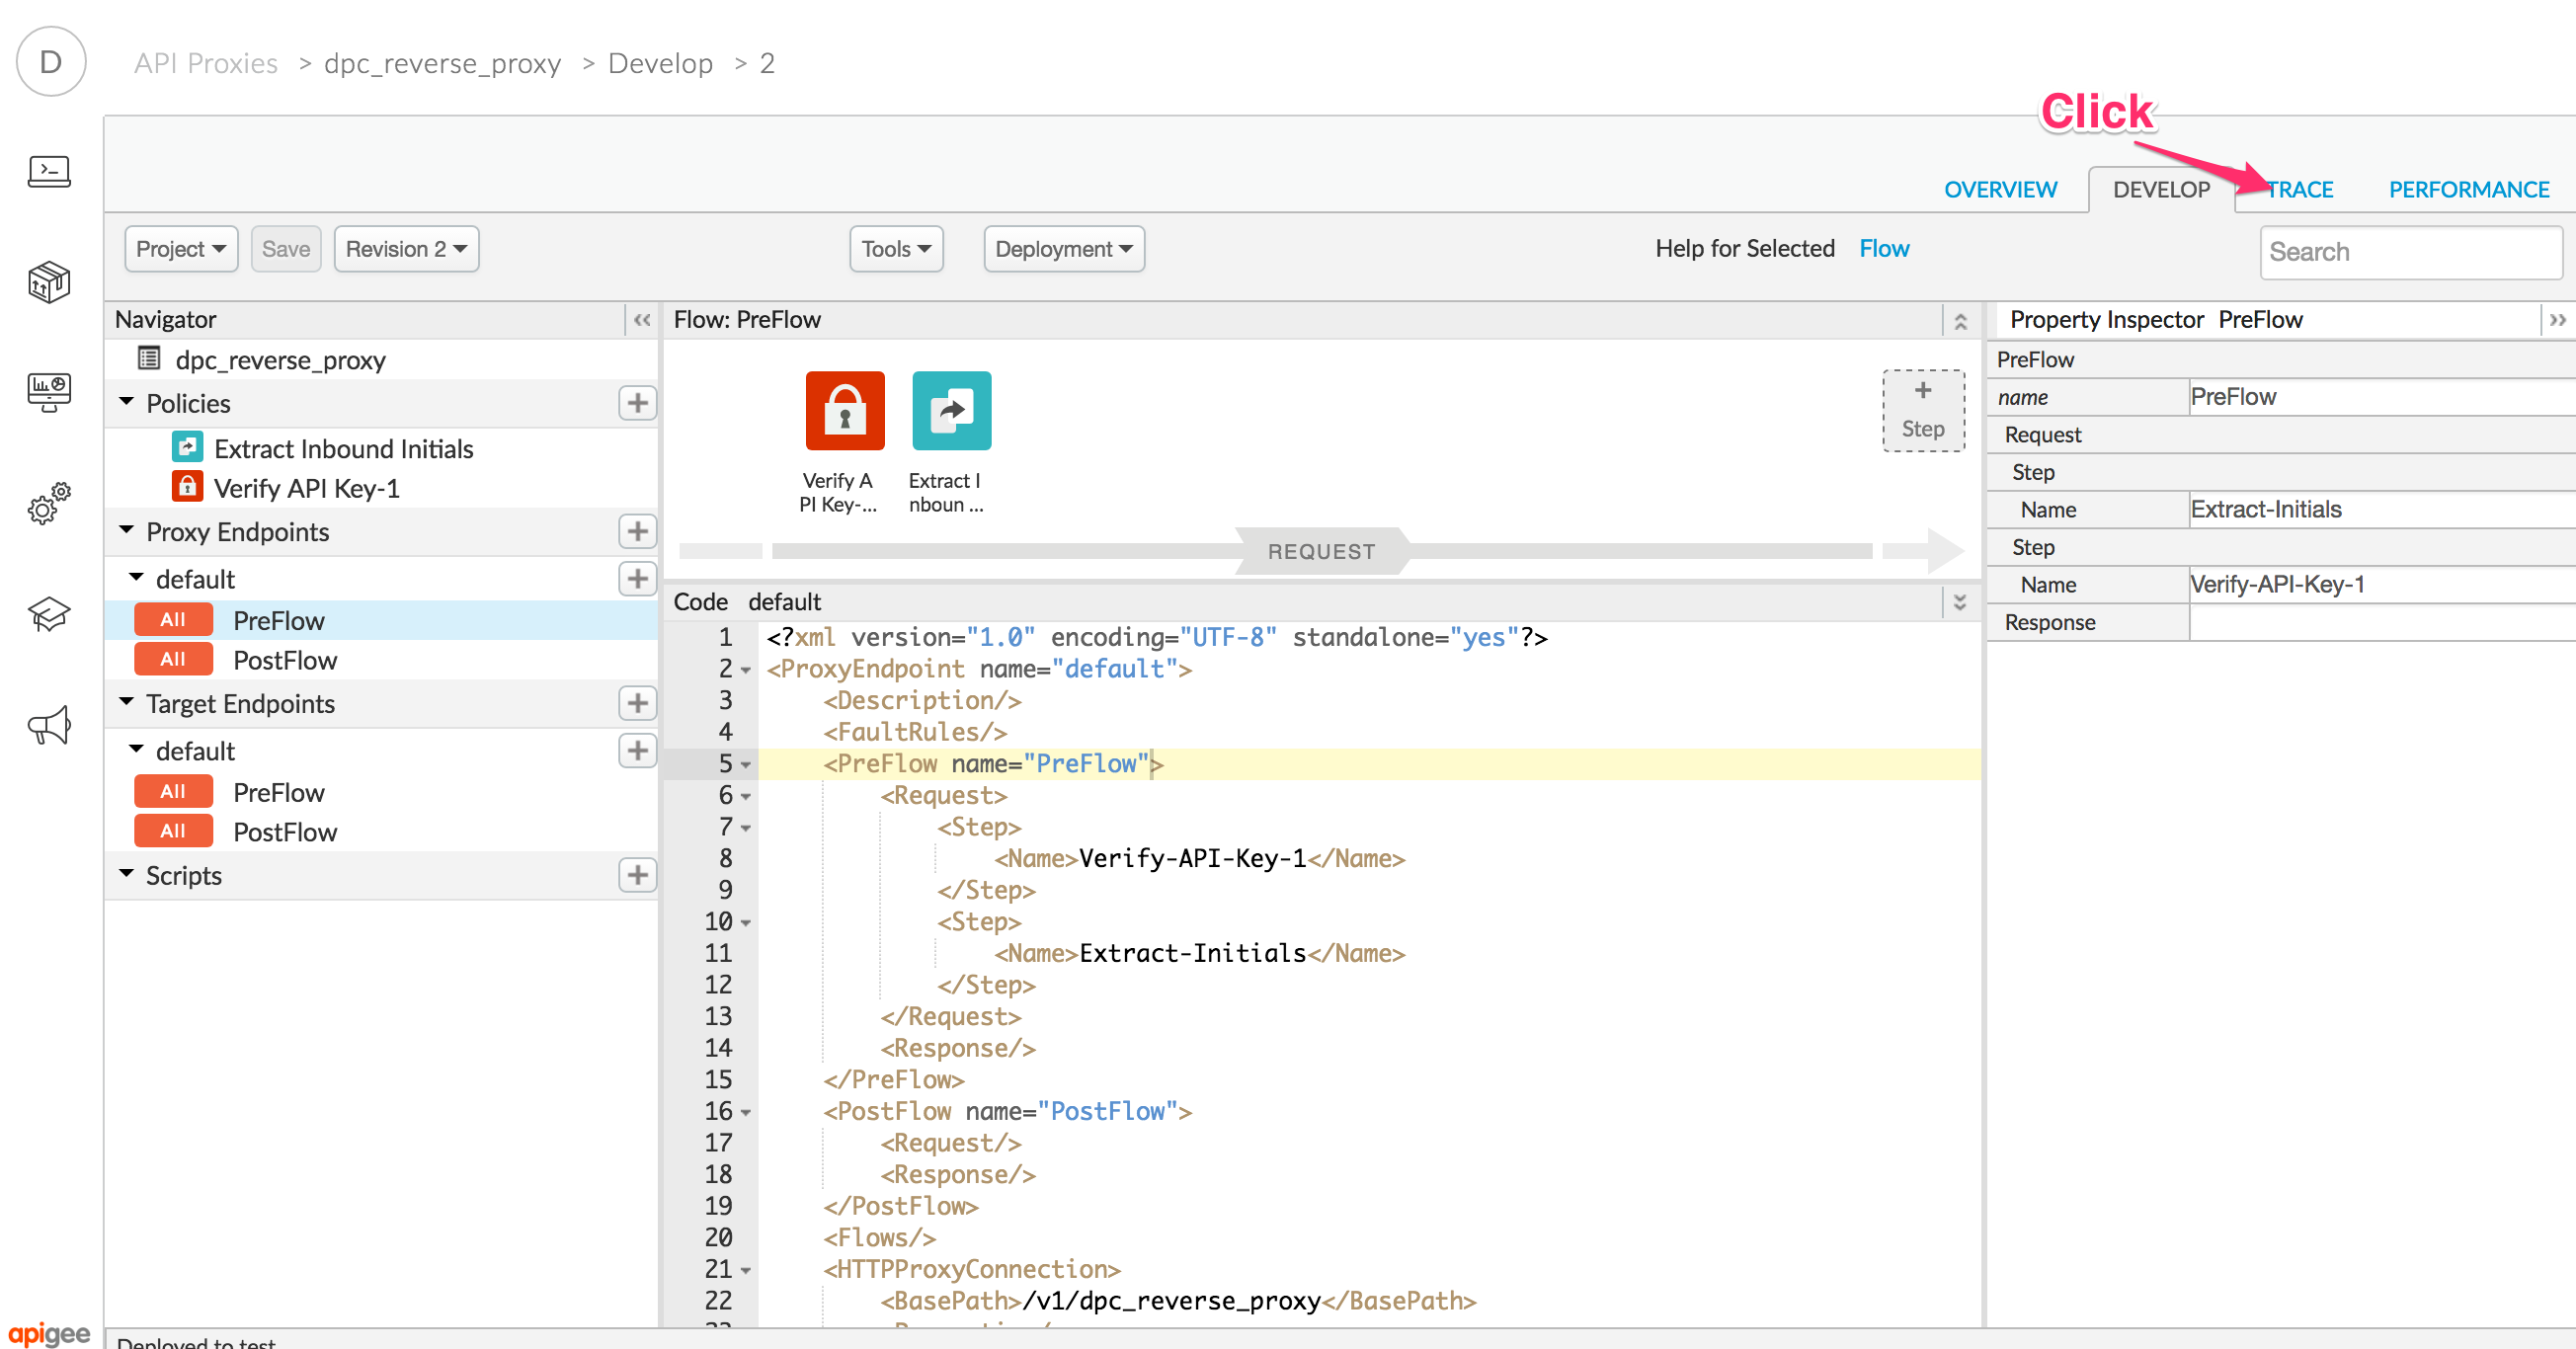 D
API Proxies > dpc_reverse_proxy > Develop > 2
Click
OVERVIEW DEVELOP TRACE PERFORMANCE
Project Save Revision 2 Tools Deployment Help for Selected Flow Search
Navigator
dpc_reverse_proxy
Policies
Extract Inbound Initials
Verify API Key-1
Proxy Endpoints
default
All PreFlow
All PostFlow
Target Endpoints
default
All PreFlow
All PostFlow
Scripts
Flow: PreFlow
Verify A
PI Key-...
Extract I
nboun ...
+
Step
REQUEST
Code default
1 <?xml version="1.0" encoding="UTF-8" standalone="yes"?>
2 <ProxyEndpoint name="default">
3 <Description/>
4 <FaultRules/>
5 <PreFlow name="PreFlow">
6 <Request>
7 <Step>
8 <Name>Verify-API-Key-1</Name>
9 </Step>
10 <Step>
11 <Name>Extract-Initials</Name>
12 </Step>
13 </Request>
14 <Response/>
15 </PreFlow>
16 <PostFlow name="PostFlow">
17 <Request/>
18 <Response/>
19 </PostFlow>
20 <Flows/>
21 <HTTPProxyConnection>
22 <BasePath>/v1/dpc_reverse_proxy</BasePath>
Property Inspector PreFlow
PreFlow
name PreFlow
Request
Step
Name Extract-Initials
Step
Name Verify-API-Key-1
Response
apigee
Deployed to test